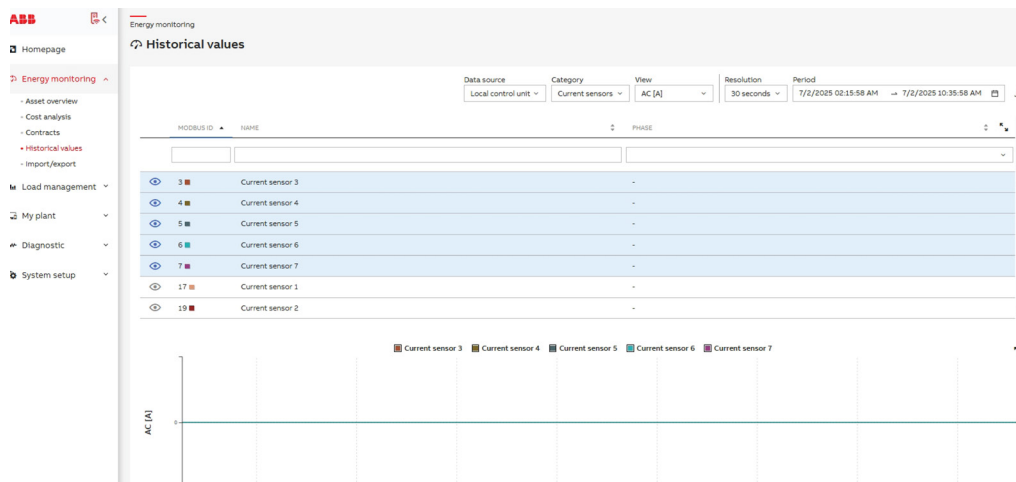 ABB
Energy monitoring
Historical values
Homepage
Energy monitoring
Asset overview
Cost analysis
Contracts
Historical values
Import/export
Load management
My plant
Diagnostic
System setup
Data source
Category
View
Resolution
Period
Local control unit
Current sensors
AC [A]
30 seconds
7/2/2025 02:15:58 AM → 7/2/2025 10:35:58 AM
MODBUS ID NAME PHASE
3 Current sensor 3 -
4 Current sensor 4 -
5 Current sensor 5 -
6 Current sensor 6 -
7 Current sensor 7 -
17 Current sensor 1 -
19 Current sensor 2 -
Current sensor 3 Current sensor 4 Current sensor 5 Current sensor 6 Current sensor 7
AC [A]
0